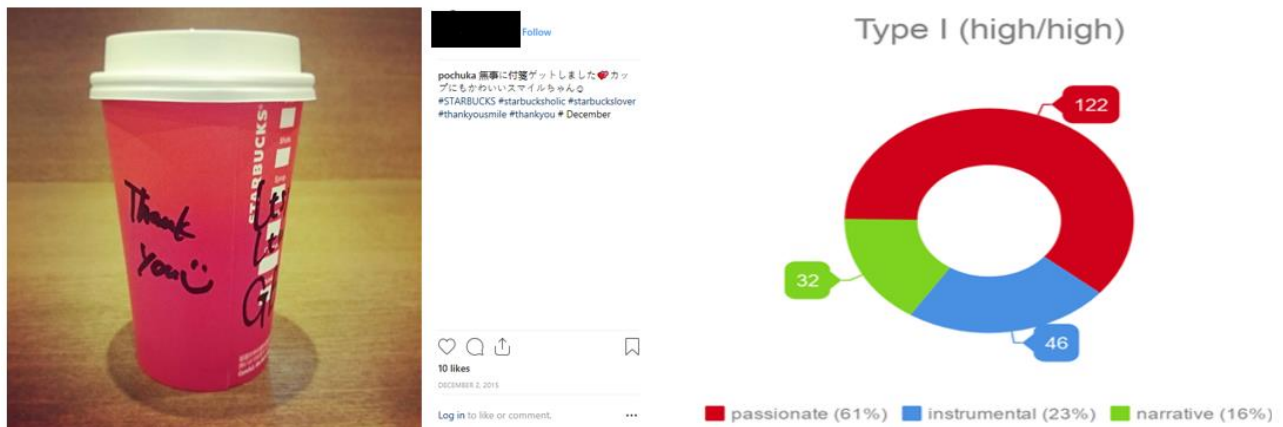 Thank
you
STARBUCKS
Follow
pochuka 無事に付箋ゲットしました💕カッ
プにもかわいいスマイルちゃん☺
#STARBUCKS #starbucksholic #starbuckslover
#thankyousmile #thankyou # December
10 likes
DECEMBER 2, 2015
Log in to like or comment.
Type I (high/high)
122
32
46
passionate (61%) instrumental (23%) narrative (16%)